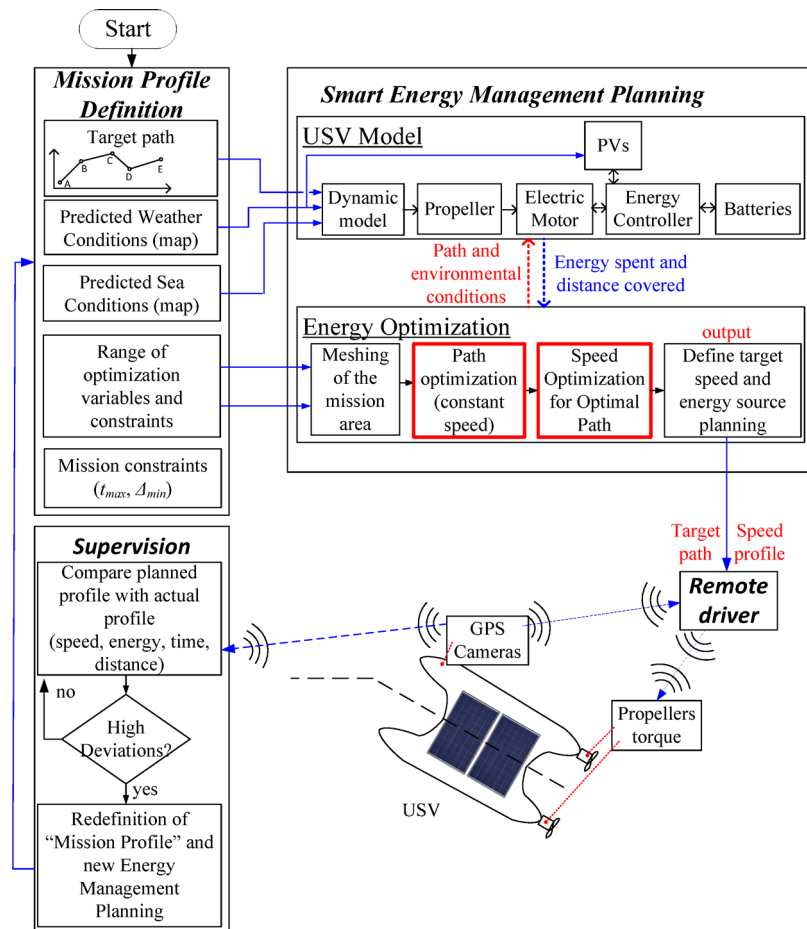 Start
Mission Profile
Definition
Target path
A
B
C
D
E
Predicted Weather
Conditions (map)
Predicted Sea
Conditions (map)
Range of
optimization
variables and
constraints
Mission constraints
(t_max, Δ_min)
Smart Energy Management Planning
USV Model
PVs
Dynamic
model
Propeller
Electric
Motor
Energy
Controller
Batteries
Path and
environmental
conditions
Energy spent and
distance covered
Energy Optimization
output
Meshing
of the
mission
area
Path
optimization
(constant
speed)
Speed
Optimization
for Optimal
Path
Define target
speed and
energy source
planning
Target
path
Speed
profile
Remote
driver
Supervision
Compare planned
profile with actual
profile
(speed, energy, time,
distance)
no
High
Deviations?
yes
Redefinition of
“Mission Profile” and
new Energy
Management
Planning
GPS
Cameras
Propellers
torque
USV